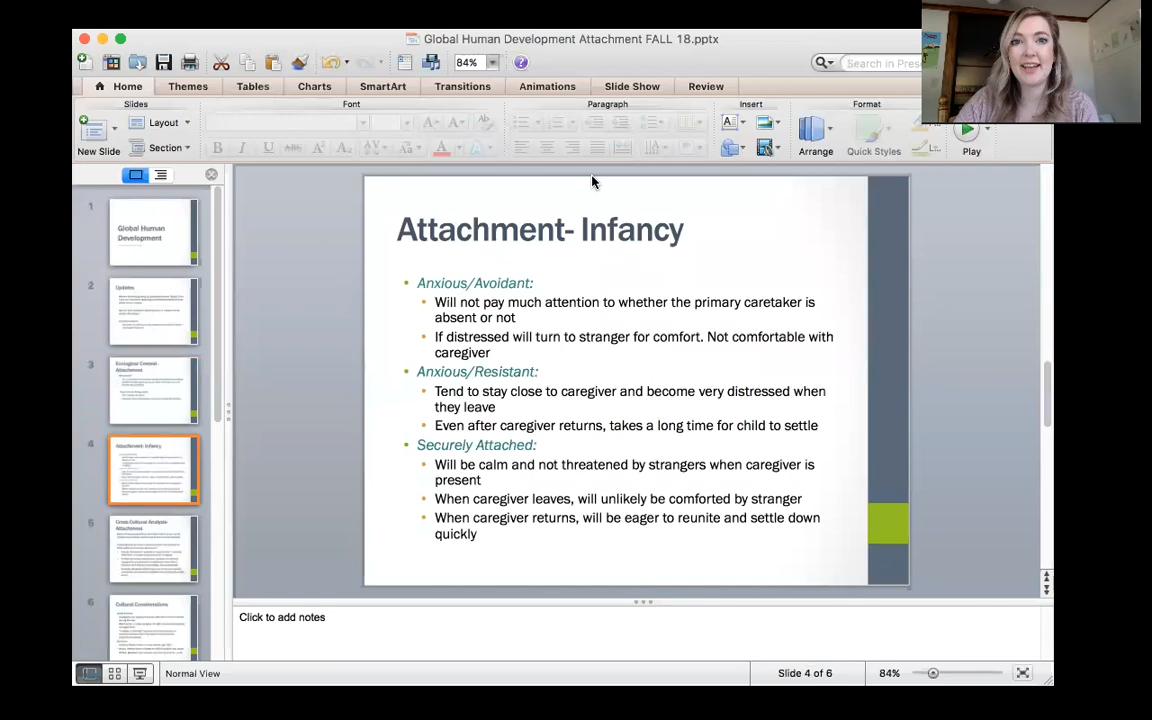 Global Human Development Attachment FALL 18.pptx
84%
Search in Pres
Home Themes Tables Charts SmartArt Transitions Animations Slide Show Review
Slides Font Paragraph Insert Format
New Slide Layout Section
B I U
Arrange Quick Styles Play
1
Global Human
Development
2
Updates
3
Ecological Context-
Attachment
4
Attachment- Infancy
5
Cross Cultural Analysis-
Attachment
6
Cultural Considerations
Attachment- Infancy
• Anxious/Avoidant:
• Will not pay much attention to whether the primary caretaker is
absent or not
• If distressed will turn to stranger for comfort. Not comfortable with
caregiver
• Anxious/Resistant:
• Tend to stay close to caregiver and become very distressed when
they leave
• Even after caregiver returns, takes a long time for child to settle
• Securely Attached:
• Will be calm and not threatened by strangers when caregiver is
present
• When caregiver leaves, will unlikely be comforted by stranger
• When caregiver returns, will be eager to reunite and settle down
quickly
Click to add notes
Normal View Slide 4 of 6 84%